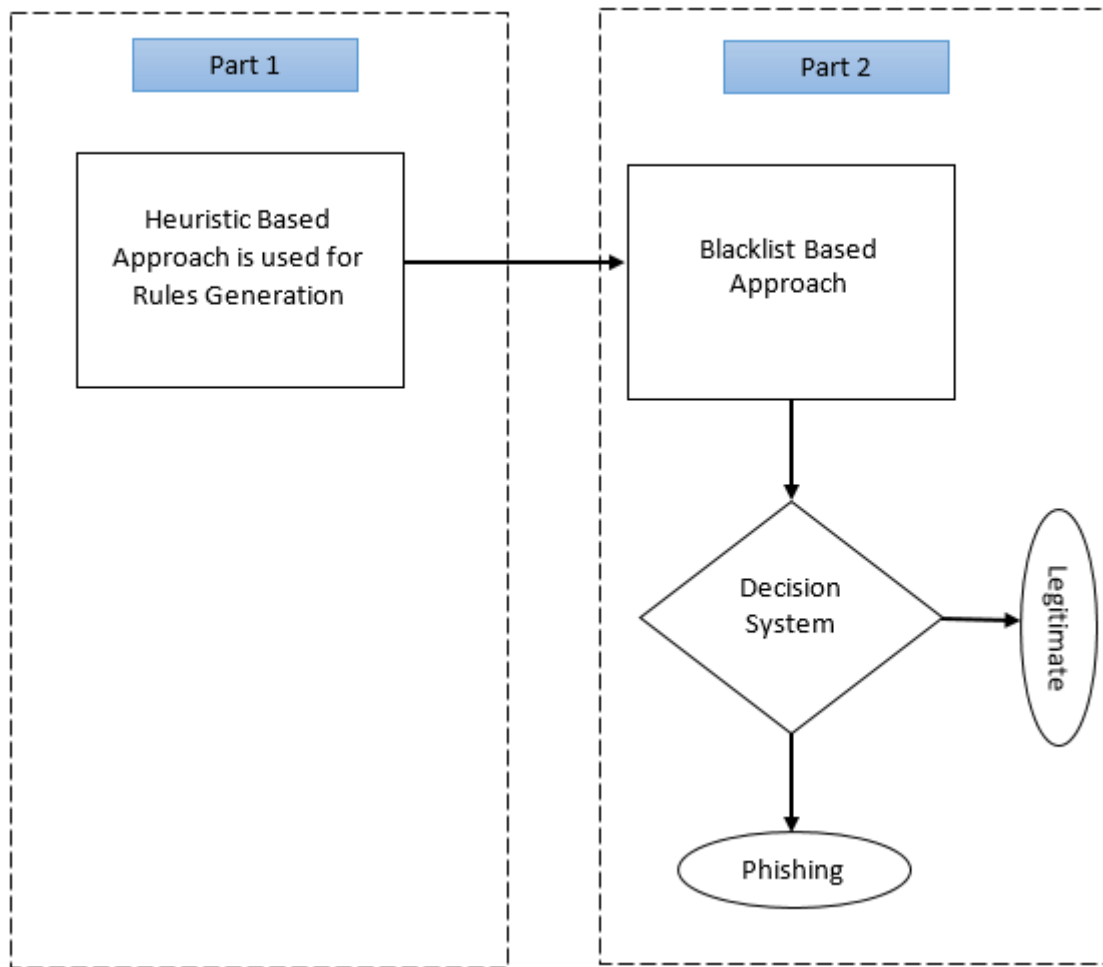 Part 1
Heuristic Based
Approach is used for
Rules Generation
Part 2
Blacklist Based
Approach
Decision
System
Legitimate
Phishing